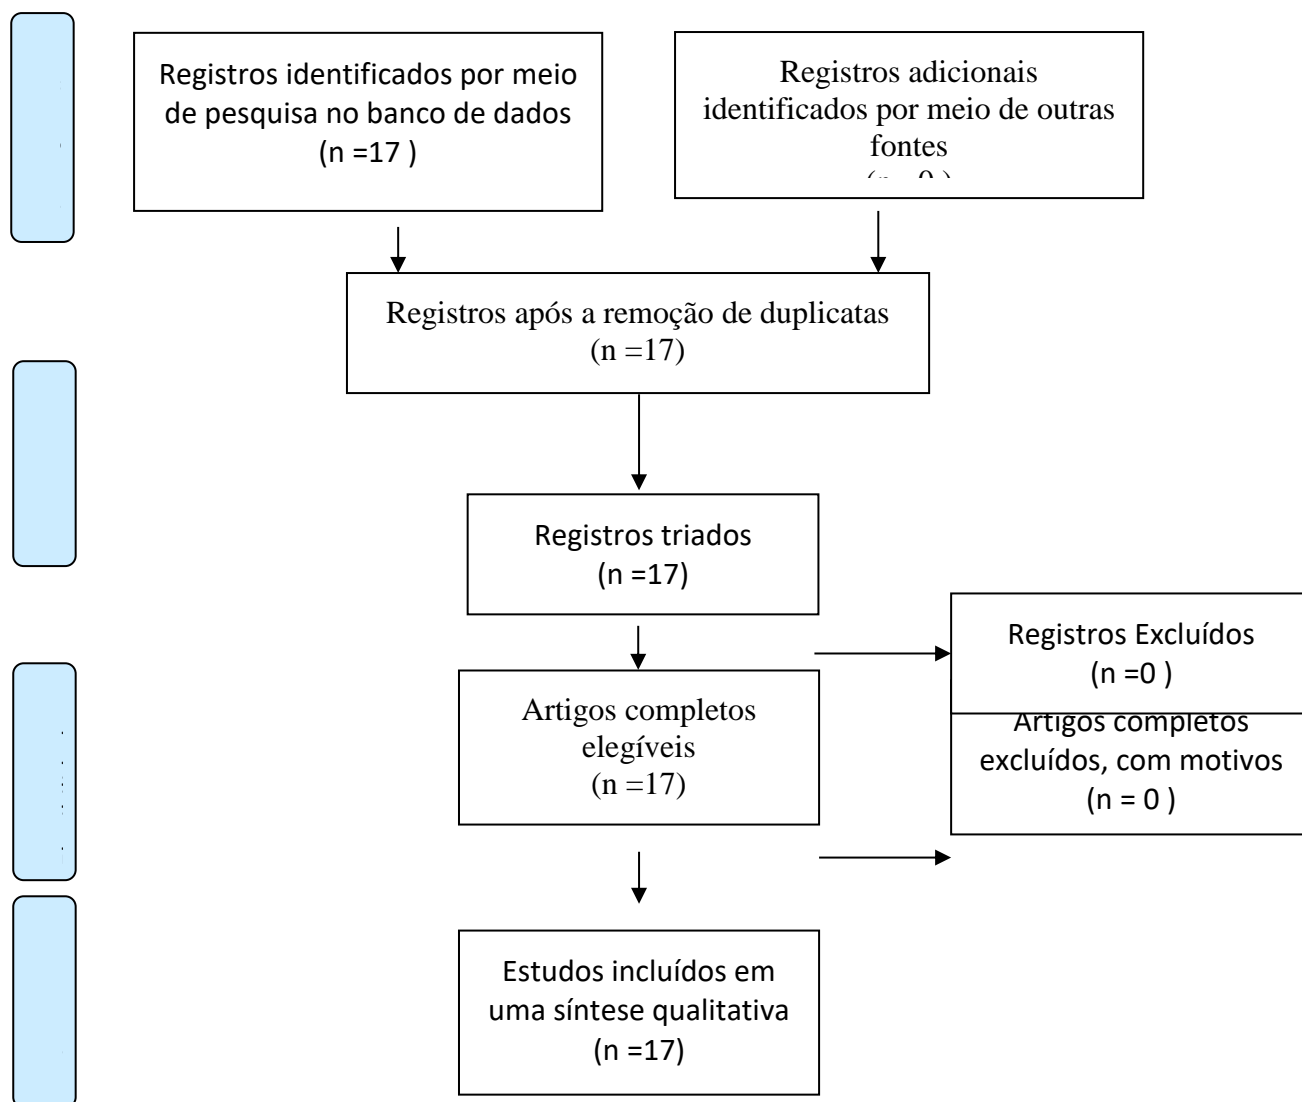 Registros identificados por meio
de pesquisa no banco de dados
(n =17 )
Registros adicionais
identificados por meio de outras
fontes
Registros após a remoção de duplicatas
(n =17)
Registros triados
(n =17)
Registros Excluídos
(n =0 )
Artigos completos
elegíveis
(n =17)
Artigos completos
excluídos, com motivos
(n = 0 )
Estudos incluídos em
uma síntese qualitativa
(n =17)